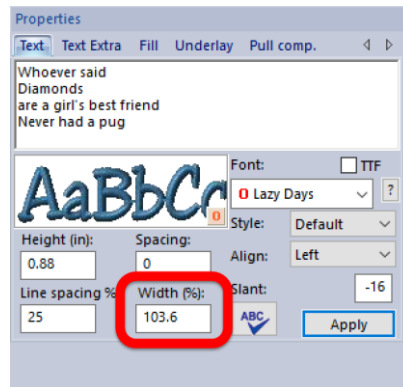 Properties
Text Text Extra Fill Underlay Pull comp.
Whoever said
Diamonds
are a girl's best friend
Never had a pug
AaBbCc
Font: TTF
O Lazy Days ?
Style: Default
Height (in): Spacing:
0.88 0
Align: Left
Line spacing % Width (%): Slant: -16
25 103.6
ABC Apply